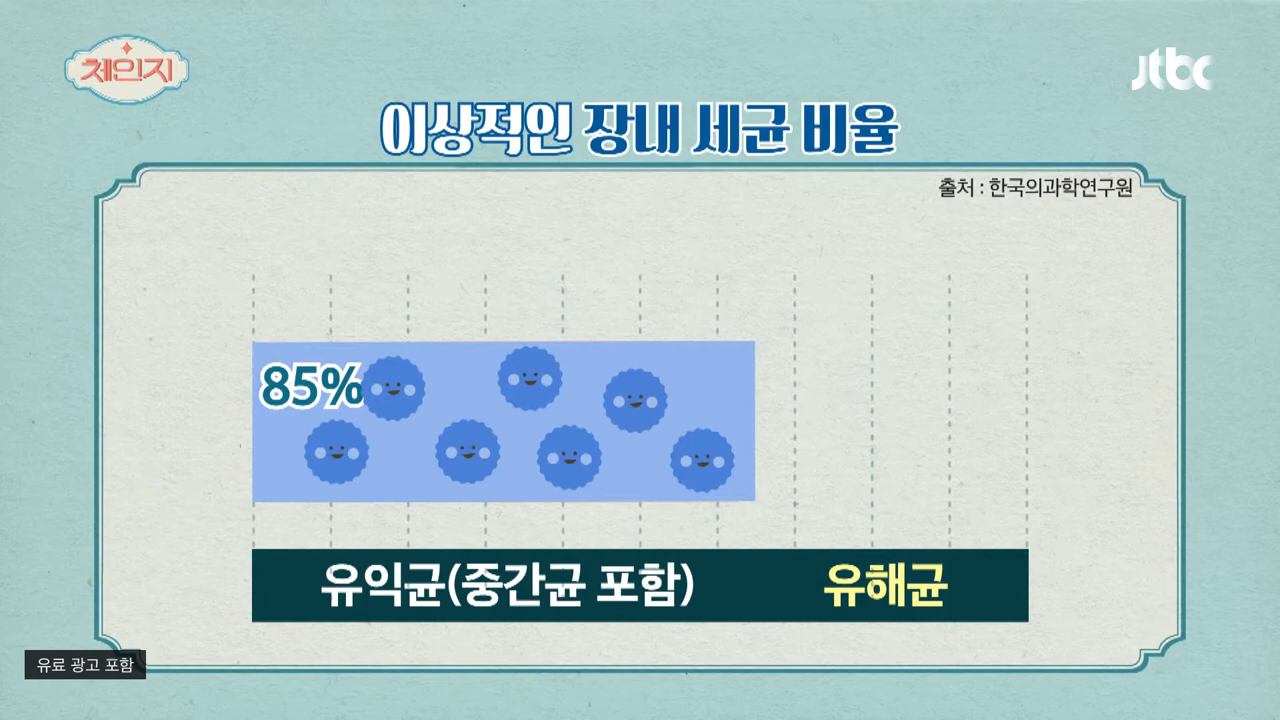 체인지
jtbc
이상적인 장내 세균 비율
출처 : 한국의과학연구원
85%
유익균(중간균 포함)
유해균
유료 광고 포함